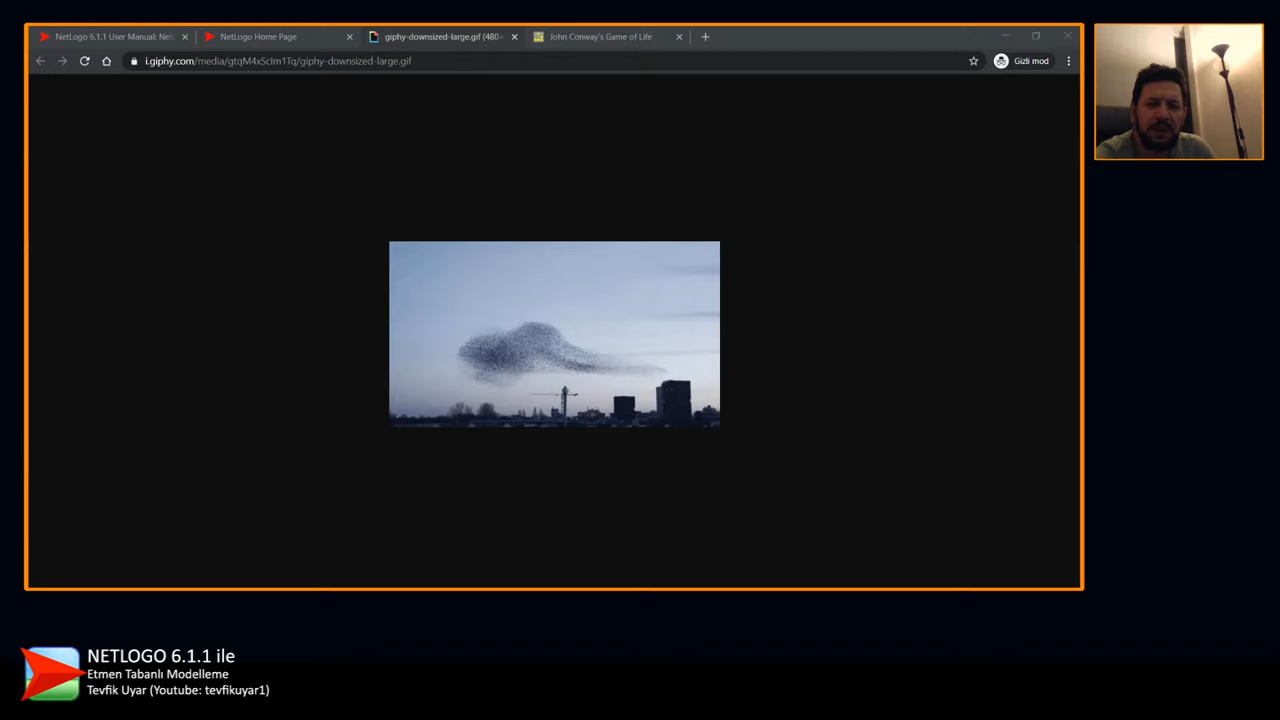 NetLogo 6.1.1 User Manual: Net
NetLogo Home Page
giphy-downsized-large.gif (480×
John Conway's Game of Life
i.giphy.com/media/gtqM4xSclm1Tq/giphy-downsized-large.gif
Gizli mod
NETLOGO 6.1.1 ile
Etmen Tabanlı Modelleme
Tevfik Uyar (Youtube: tevfikuyar1)